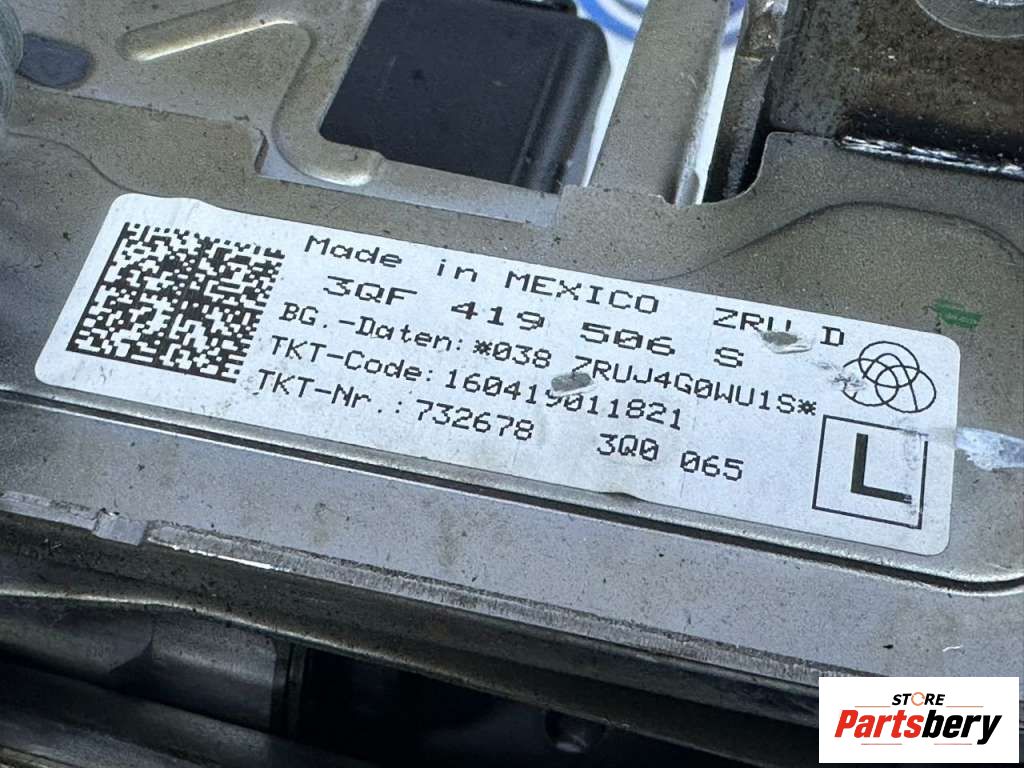 Made in MEXICO ZRU D
3QF 419 506 S
BG.-Daten:*038 ZRUJ4G0WU1S*
TKT-Code:160419011821
TKT-Nr.:732678 3Q0 065
L
STORE
Partsbery